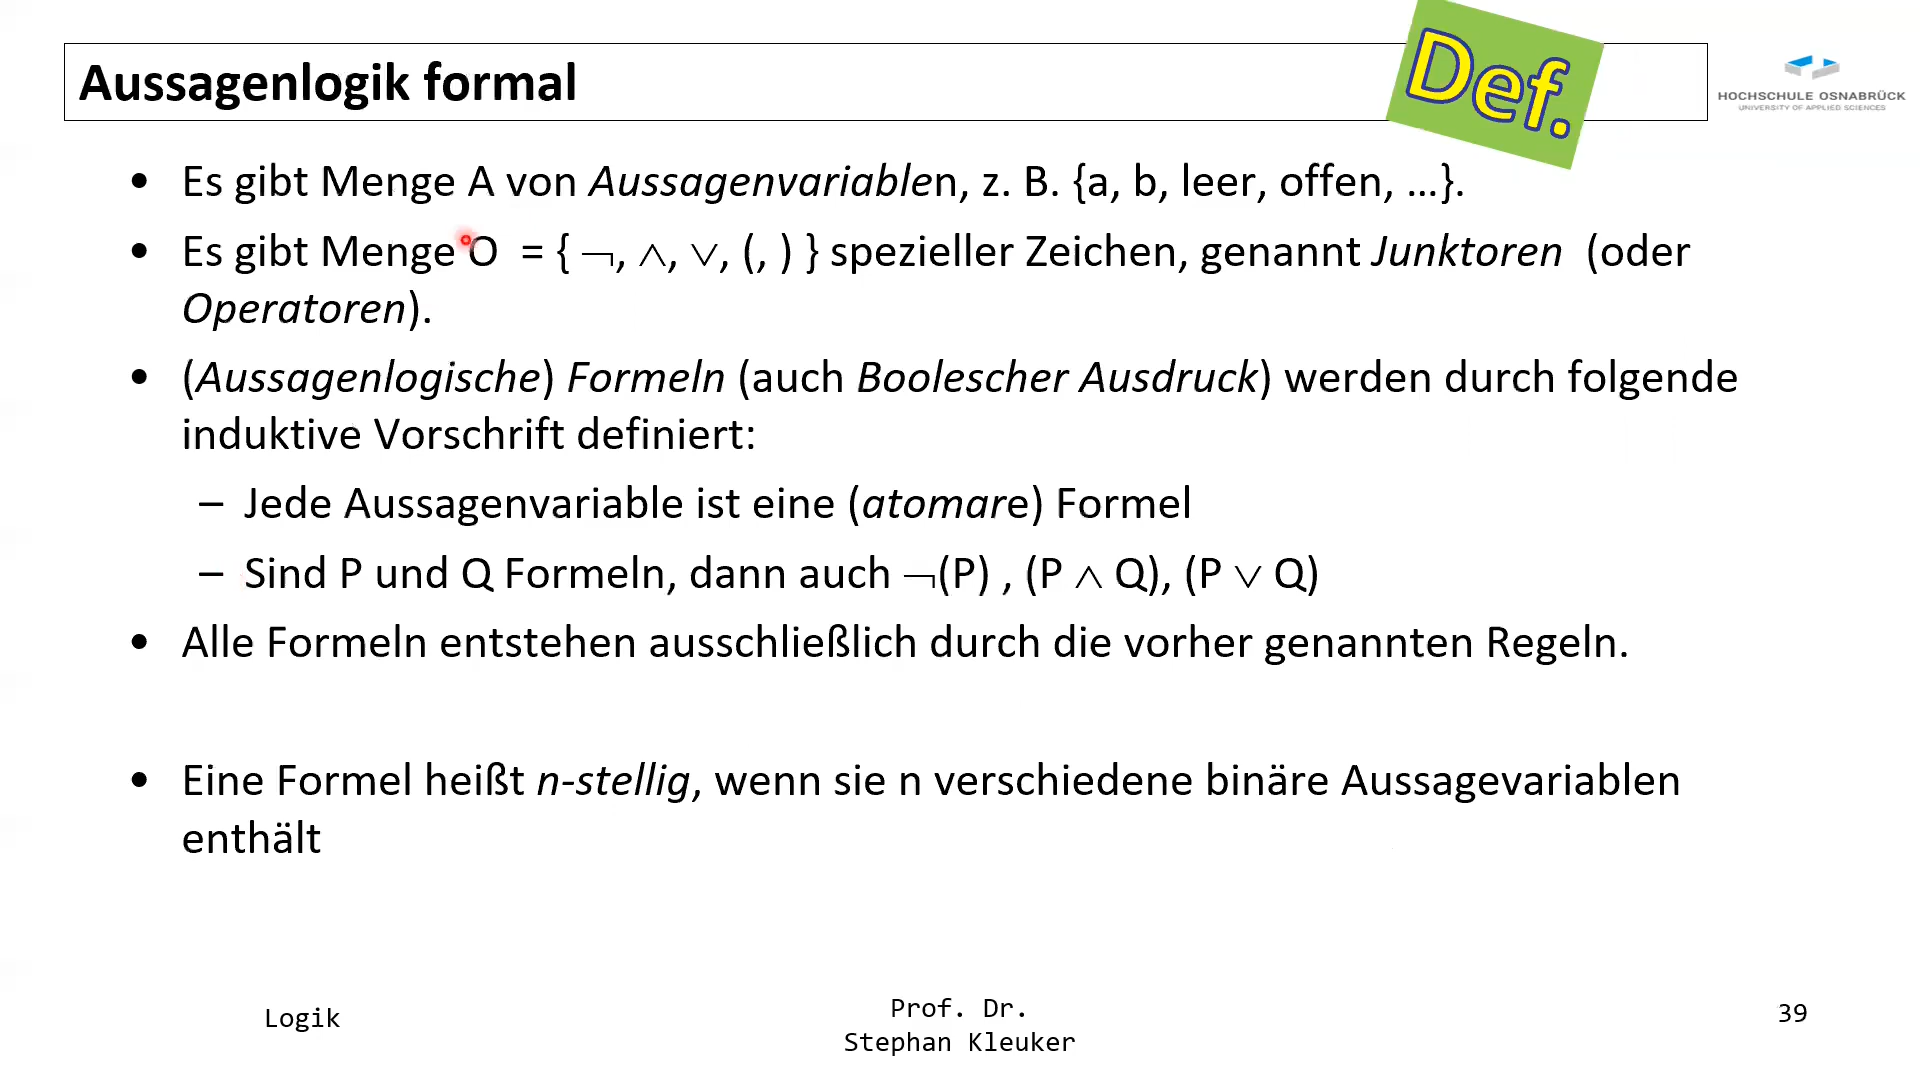 Aussagenlogik formal
Def.
HOCHSCHULE OSNABRÜCK
UNIVERSITY OF APPLIED SCIENCES
• Es gibt Menge A von Aussagenvariablen, z. B. {a, b, leer, offen, …}.
• Es gibt Menge O = { ¬, ∧, ∨, (, ) } spezieller Zeichen, genannt Junktoren (oder
Operatoren).
• (Aussagenlogische) Formeln (auch Boolescher Ausdruck) werden durch folgende
induktive Vorschrift definiert:
– Jede Aussagenvariable ist eine (atomare) Formel
– Sind P und Q Formeln, dann auch ¬(P) , (P ∧ Q), (P ∨ Q)
• Alle Formeln entstehen ausschließlich durch die vorher genannten Regeln.
• Eine Formel heißt n-stellig, wenn sie n verschiedene binäre Aussagevariablen
enthält
Logik
Prof. Dr.
Stephan Kleuker
39